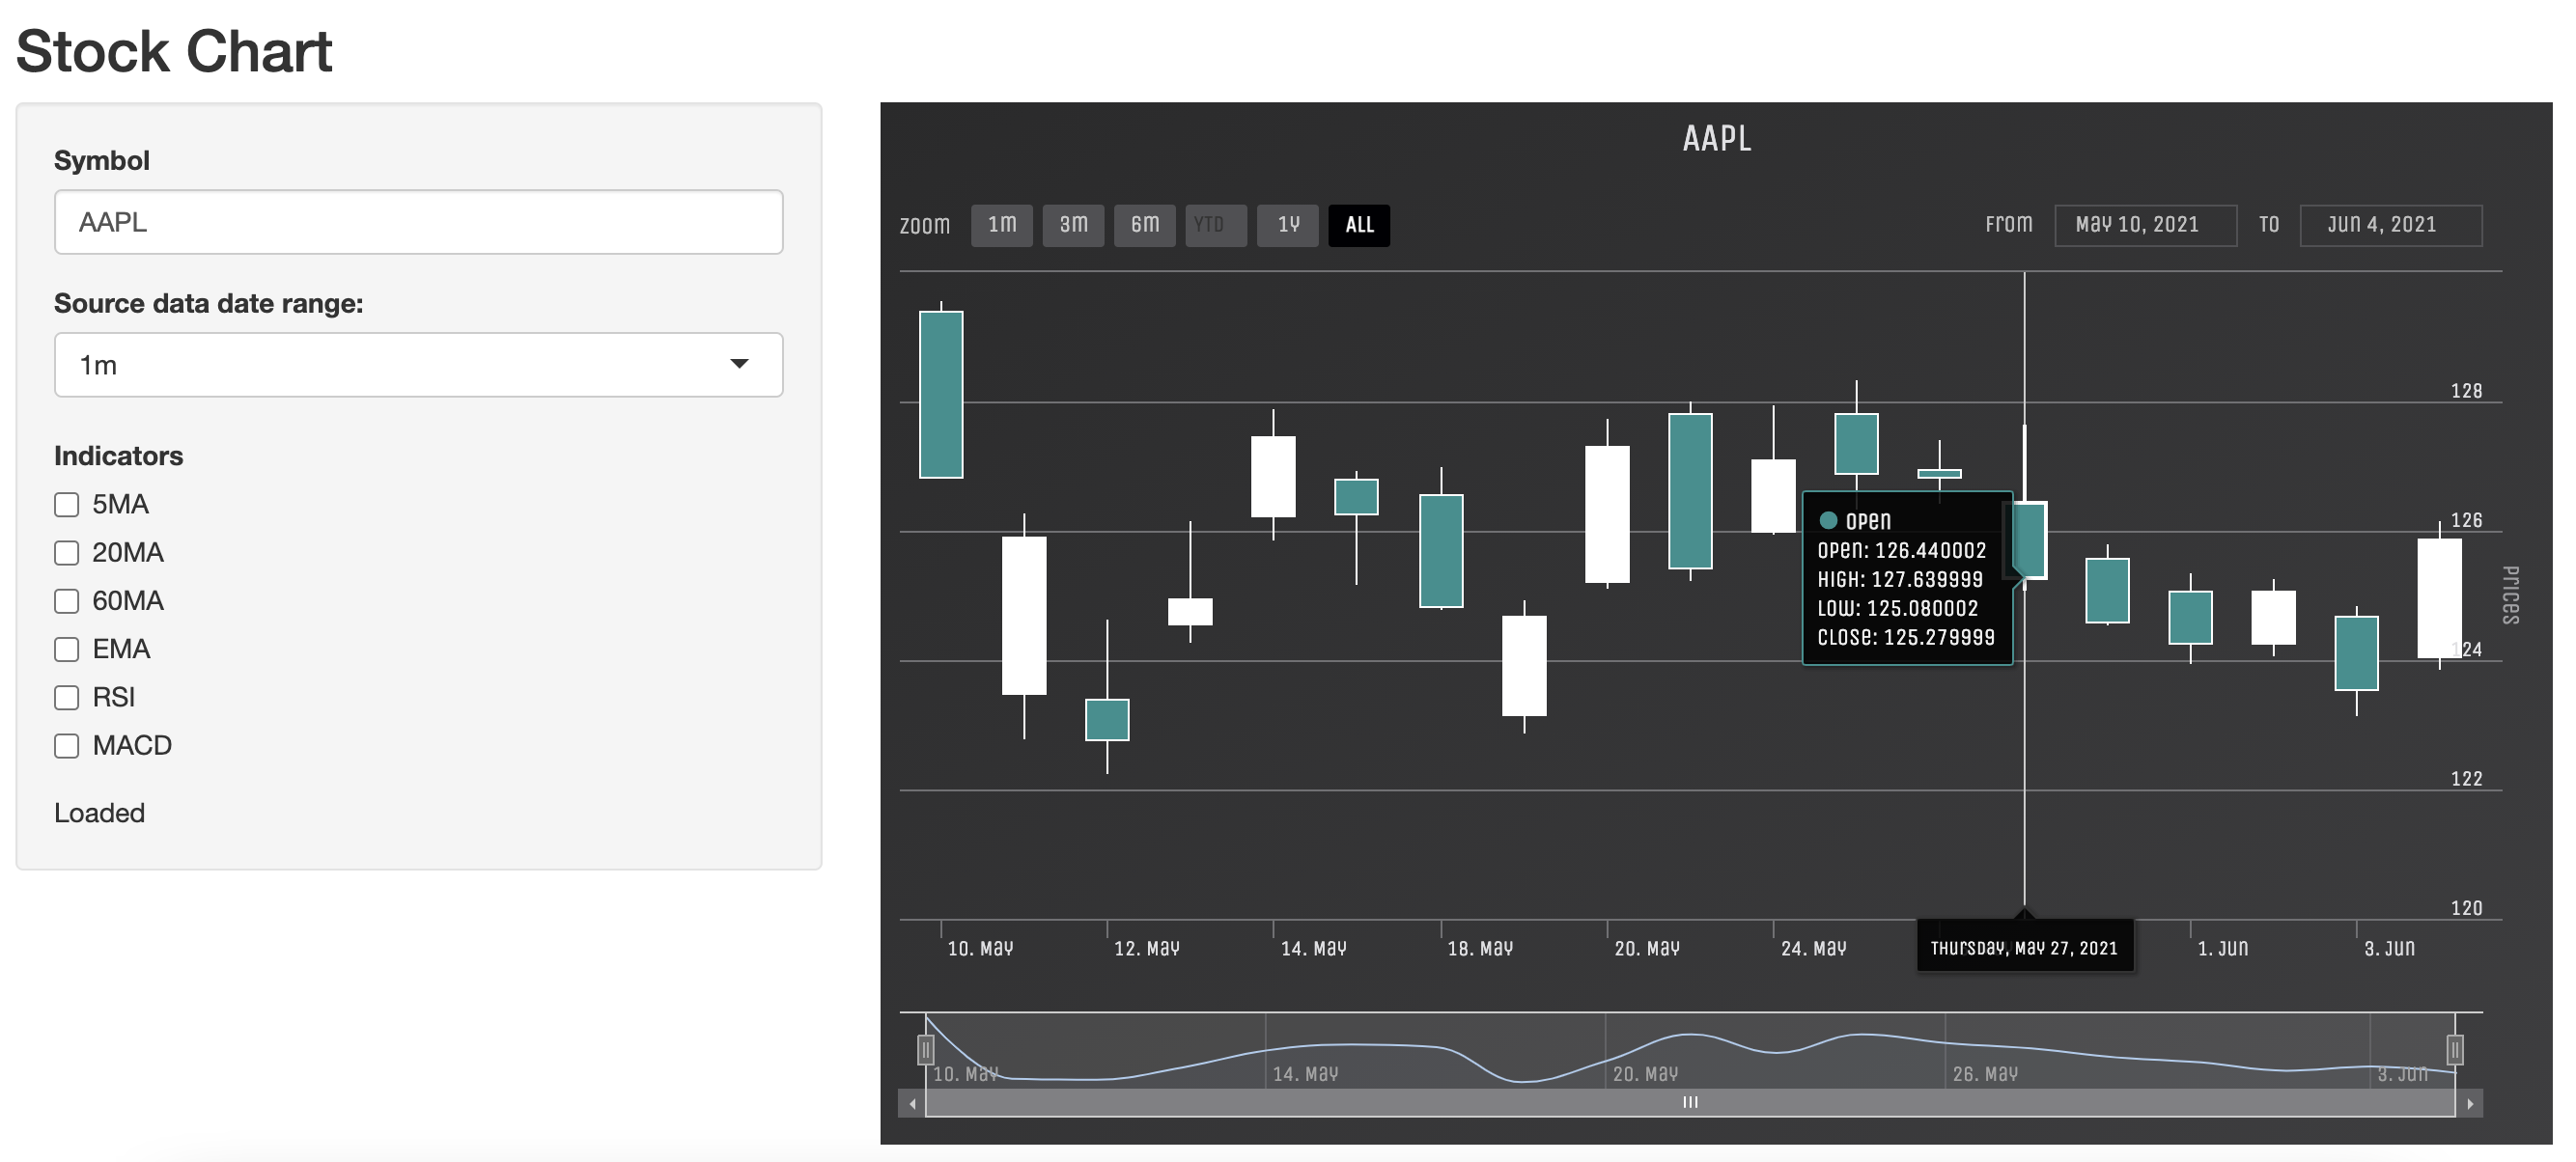 Stock Chart
Symbol
AAPL
Source data date range:
1m
Indicators
5MA
20MA
60MA
EMA
RSI
MACD
Loaded
AAPL
Zoom 1m 3m 6m YTD 1y ALL From May 10, 2021 To Jun 4, 2021
128
126
124
122
120
Prices
Open
Open: 126.440002
High: 127.639999
Low: 125.080002
Close: 125.279999
10. May 12. May 14. May 18. May 20. May 24. May Thursday, May 27, 2021 1. Jun 3. Jun
10. May 14. May 20. May 26. May 3. Jun